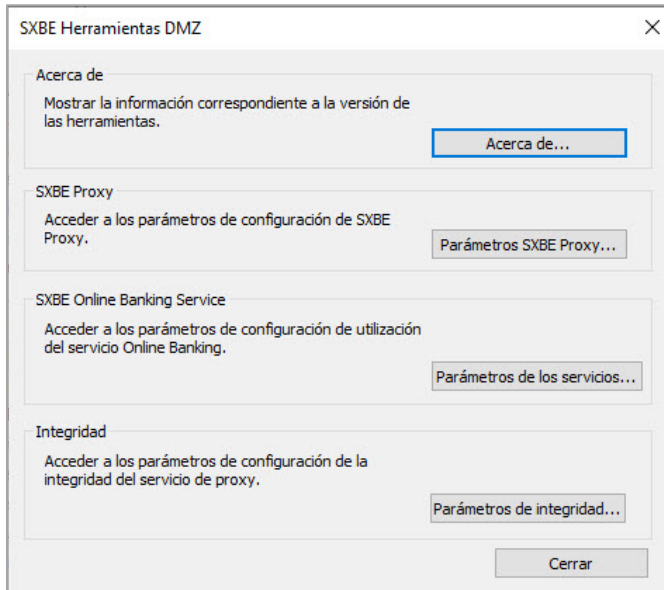 SXBE Herramientas DMZ
Acerca de
Mostrar la información correspondiente a la versión de
las herramientas.
Acerca de...
SXBE Proxy
Acceder a los parámetros de configuración de SXBE
Proxy.
Parámetros SXBE Proxy...
SXBE Online Banking Service
Acceder a los parámetros de configuración de utilización
del servicio Online Banking.
Parámetros de los servicios...
Integridad
Acceder a los parámetros de configuración de la
integridad del servicio de proxy.
Parámetros de integridad...
Cerrar